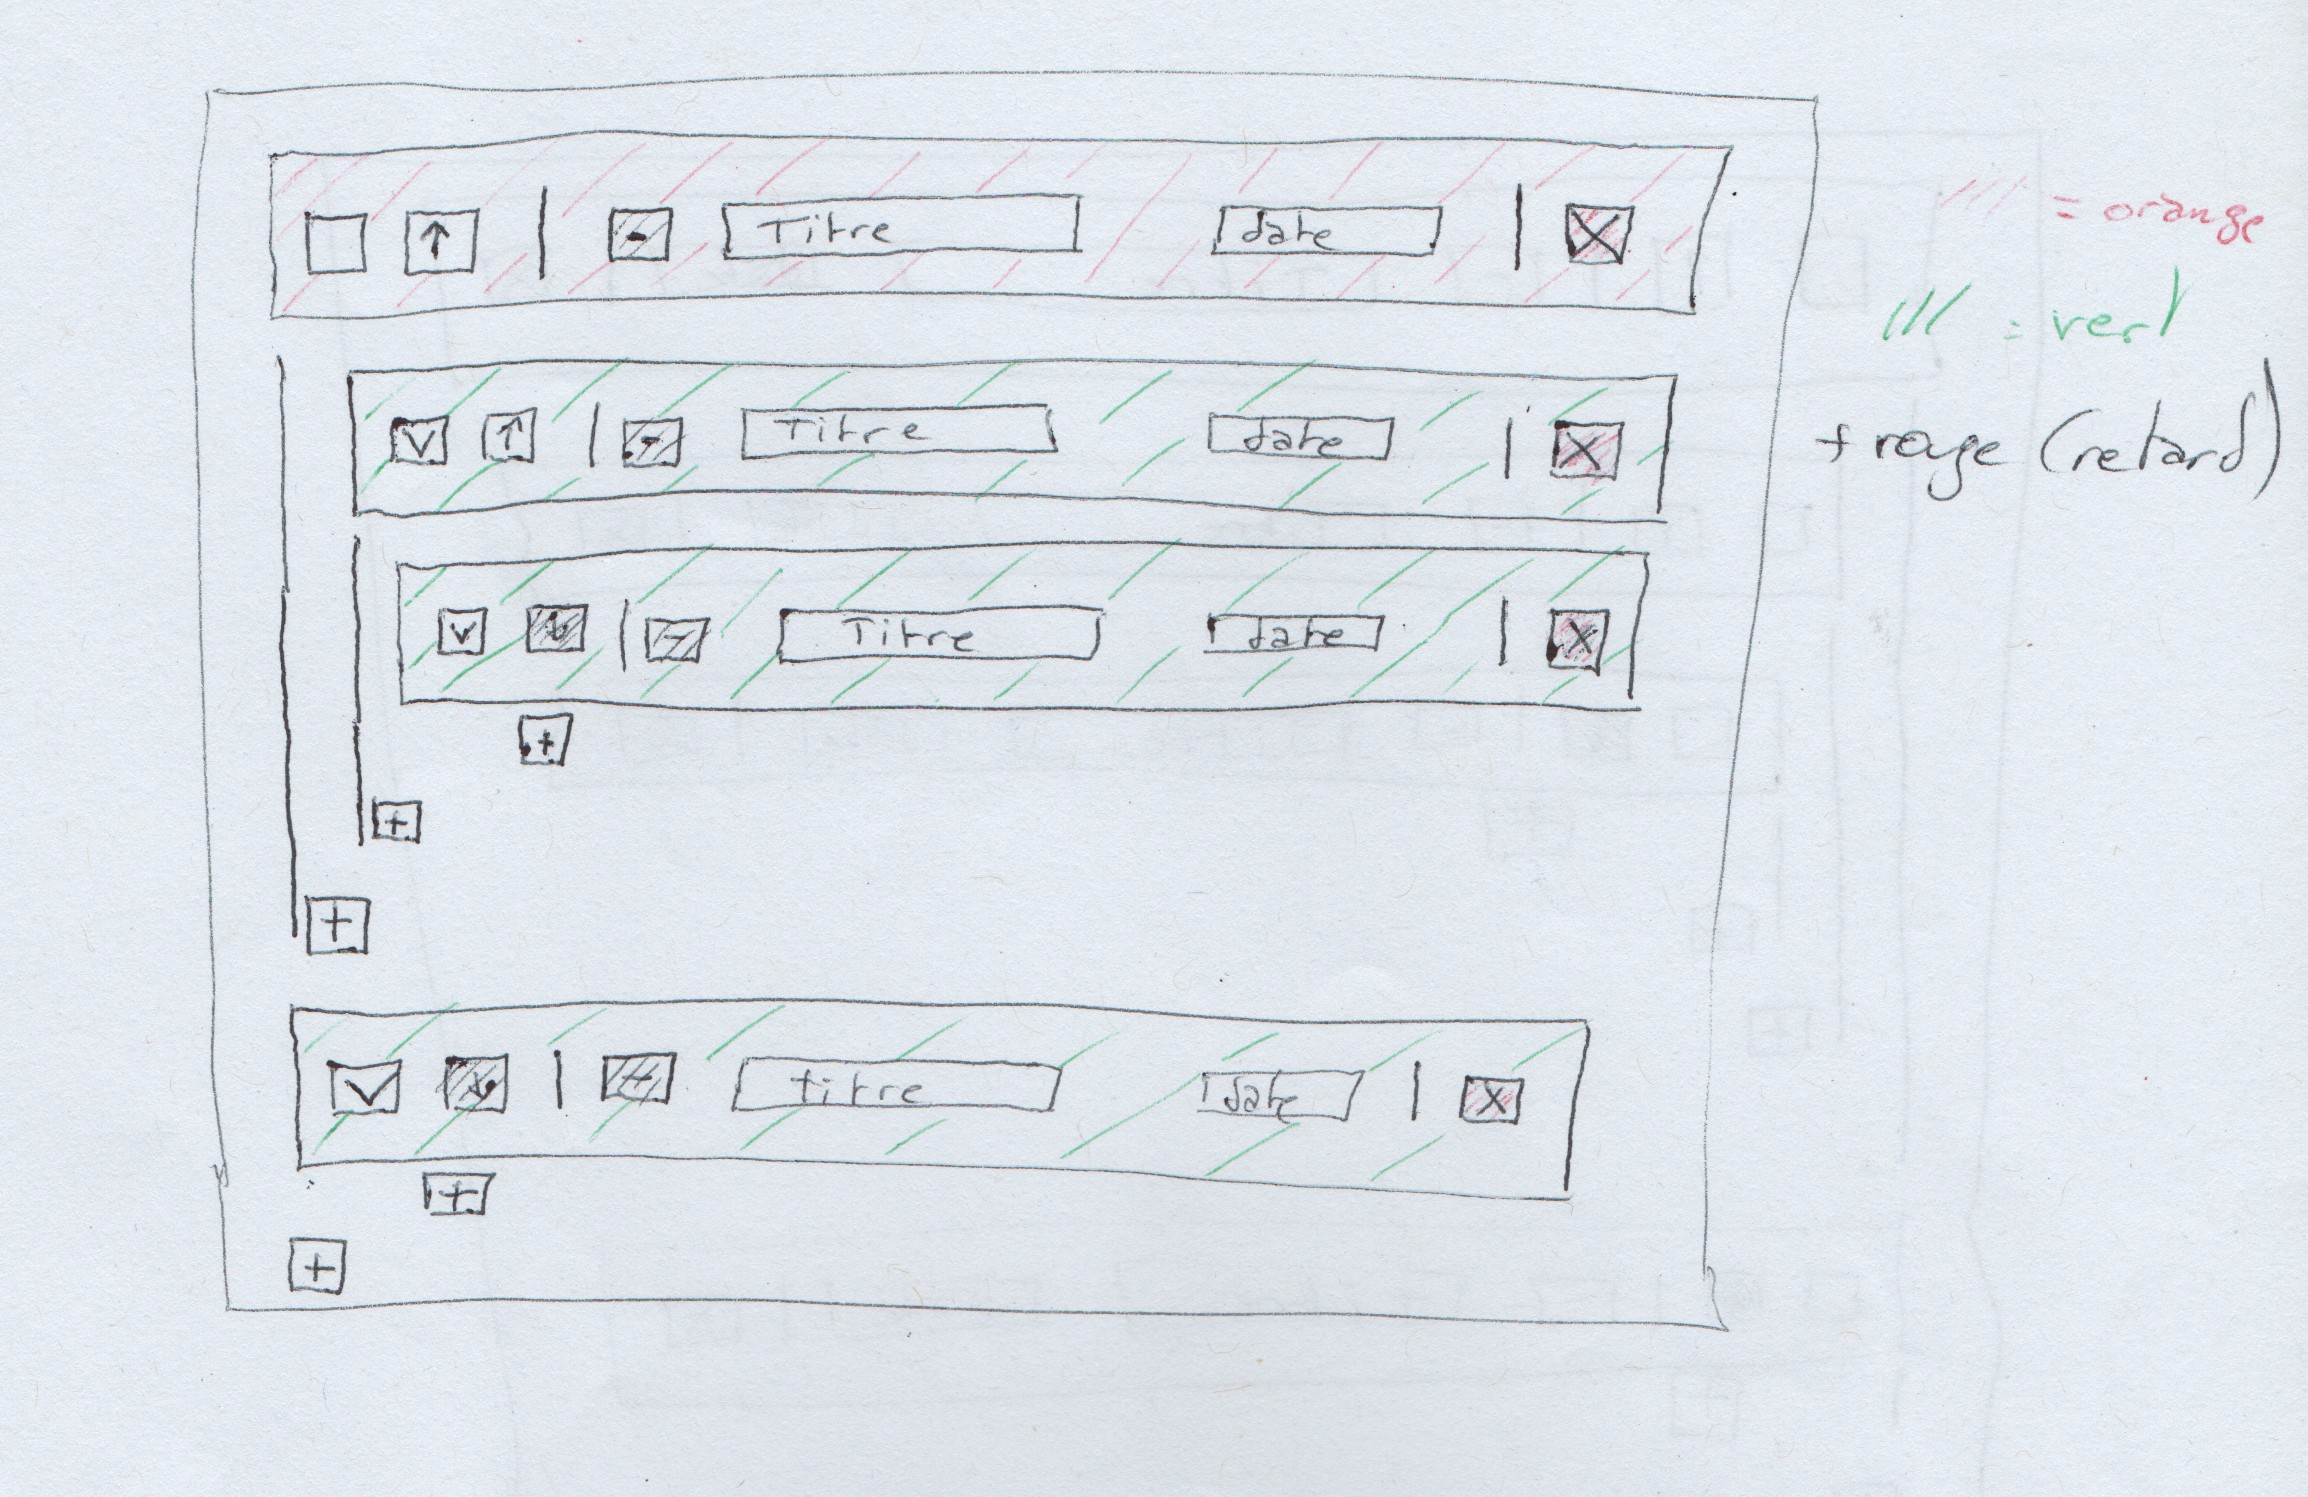 Titre date X
= orange
= vert
+ rouge (retard)
Titre date X
Titre date X
+
+
+
titre date X
+
+